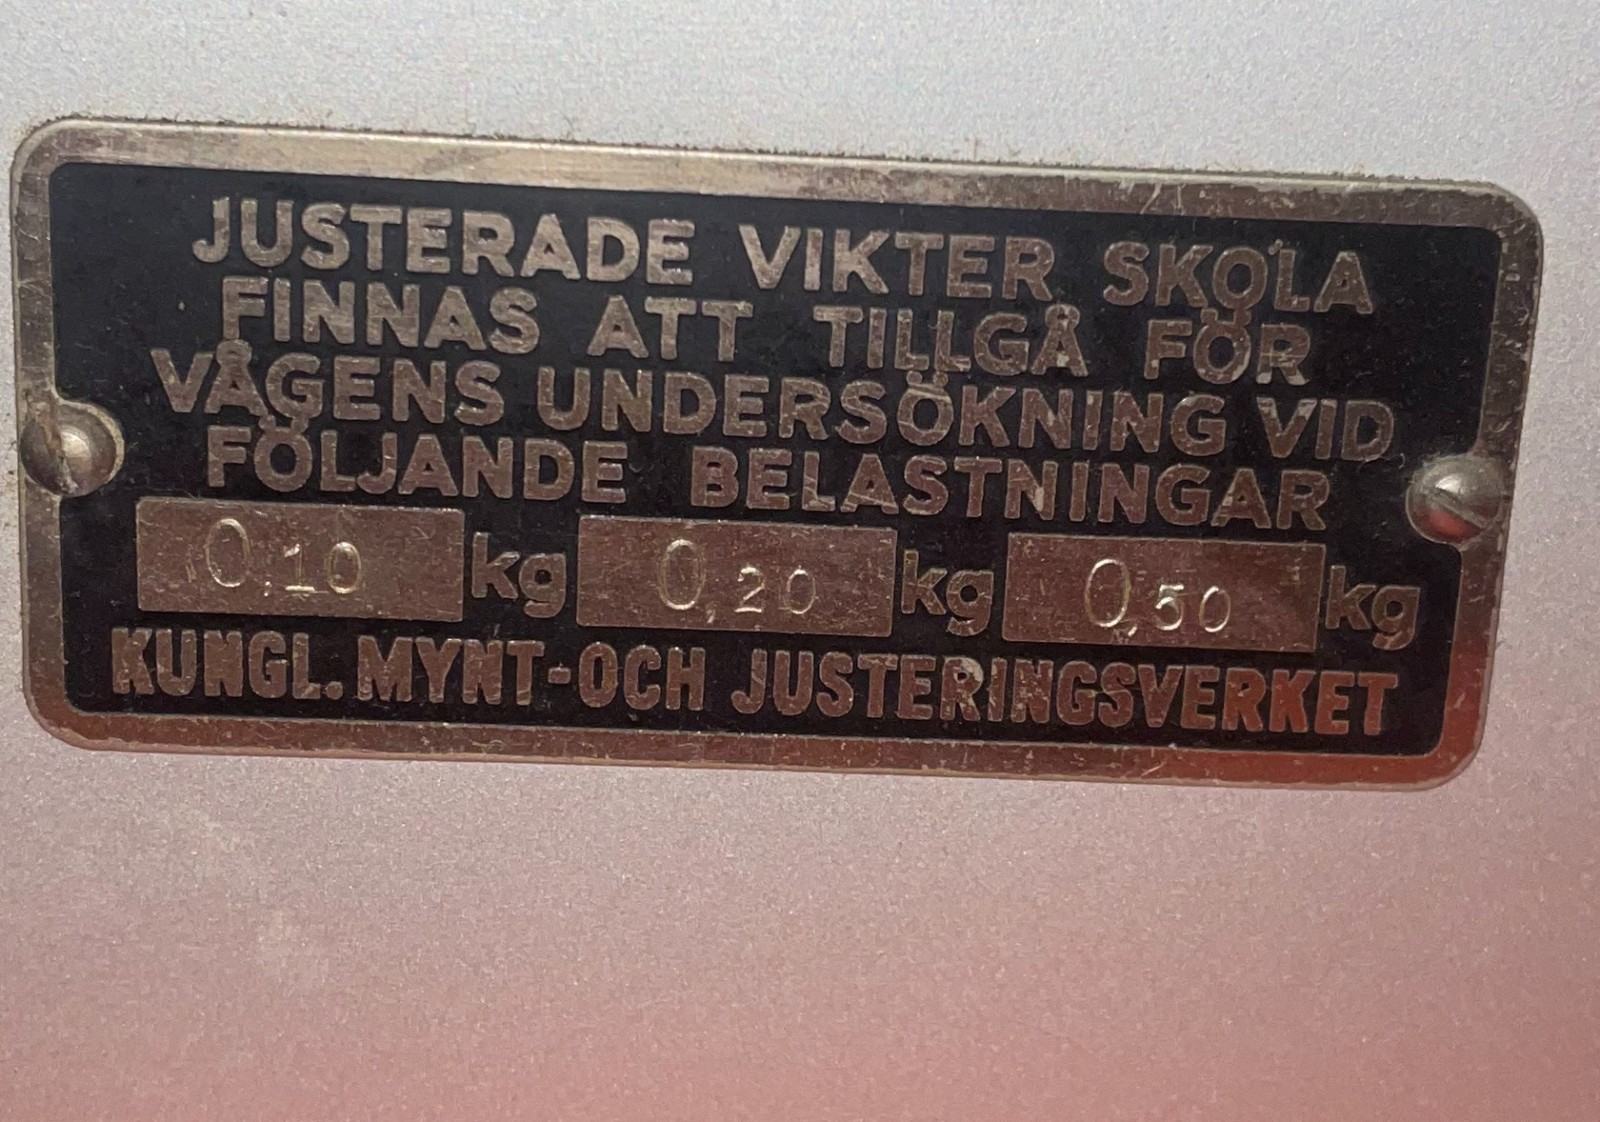 JUSTERADE VIKTER SKOLA
FINNAS ATT TILLGÅ FÖR
VÅGENS UNDERSÖKNING VID
FÖLJANDE BELASTNINGAR
0,10 kg 0,20 kg 0,50 kg
KUNGL. MYNT-OCH JUSTERINGSVERKET